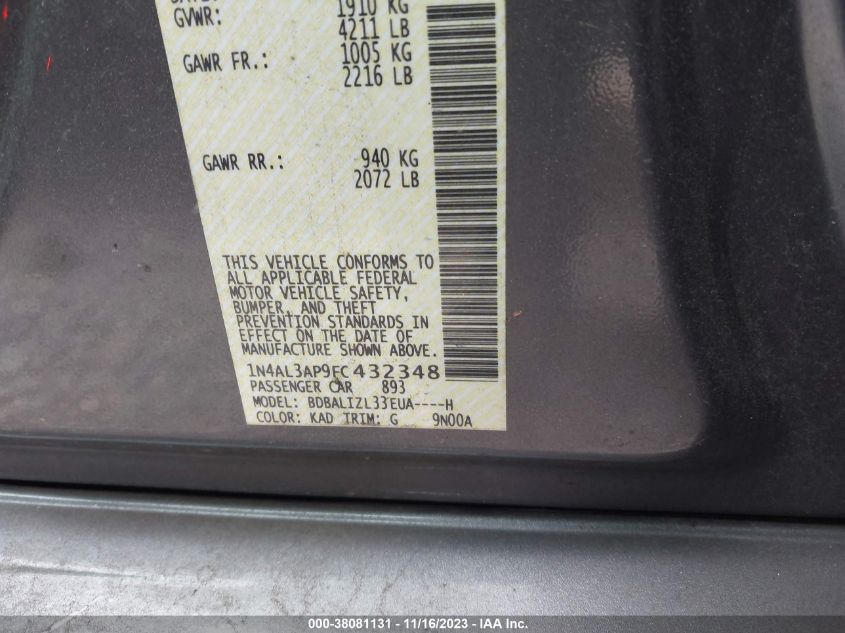 GVWR: 1910 KG
4211 LB
GAWR FR.: 1005 KG
2216 LB
GAWR RR.: 940 KG
2072 LB
THIS VEHICLE CONFORMS TO
ALL APPLICABLE FEDERAL
MOTOR VEHICLE SAFETY,
BUMPER, AND THEFT
PREVENTION STANDARDS IN
EFFECT ON THE DATE OF
MANUFACTURE SHOWN ABOVE.
1N4AL3AP9FC432348
PASSENGER CAR 893
MODEL: BDBALIZL33EUA----H
COLOR: KAD TRIM: G 9N00A
000-38081131 - 11/16/2023 - IAA Inc.